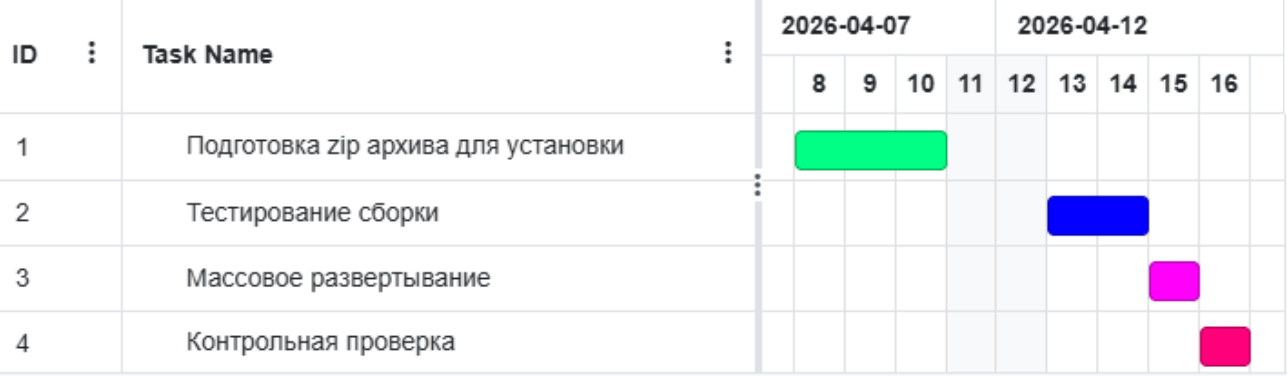 ID Task Name 2026-04-07 2026-04-12
8 9 10 11 12 13 14 15 16
1 Подготовка zip архива для установки
2 Тестирование сборки
3 Массовое развертывание
4 Контрольная проверка